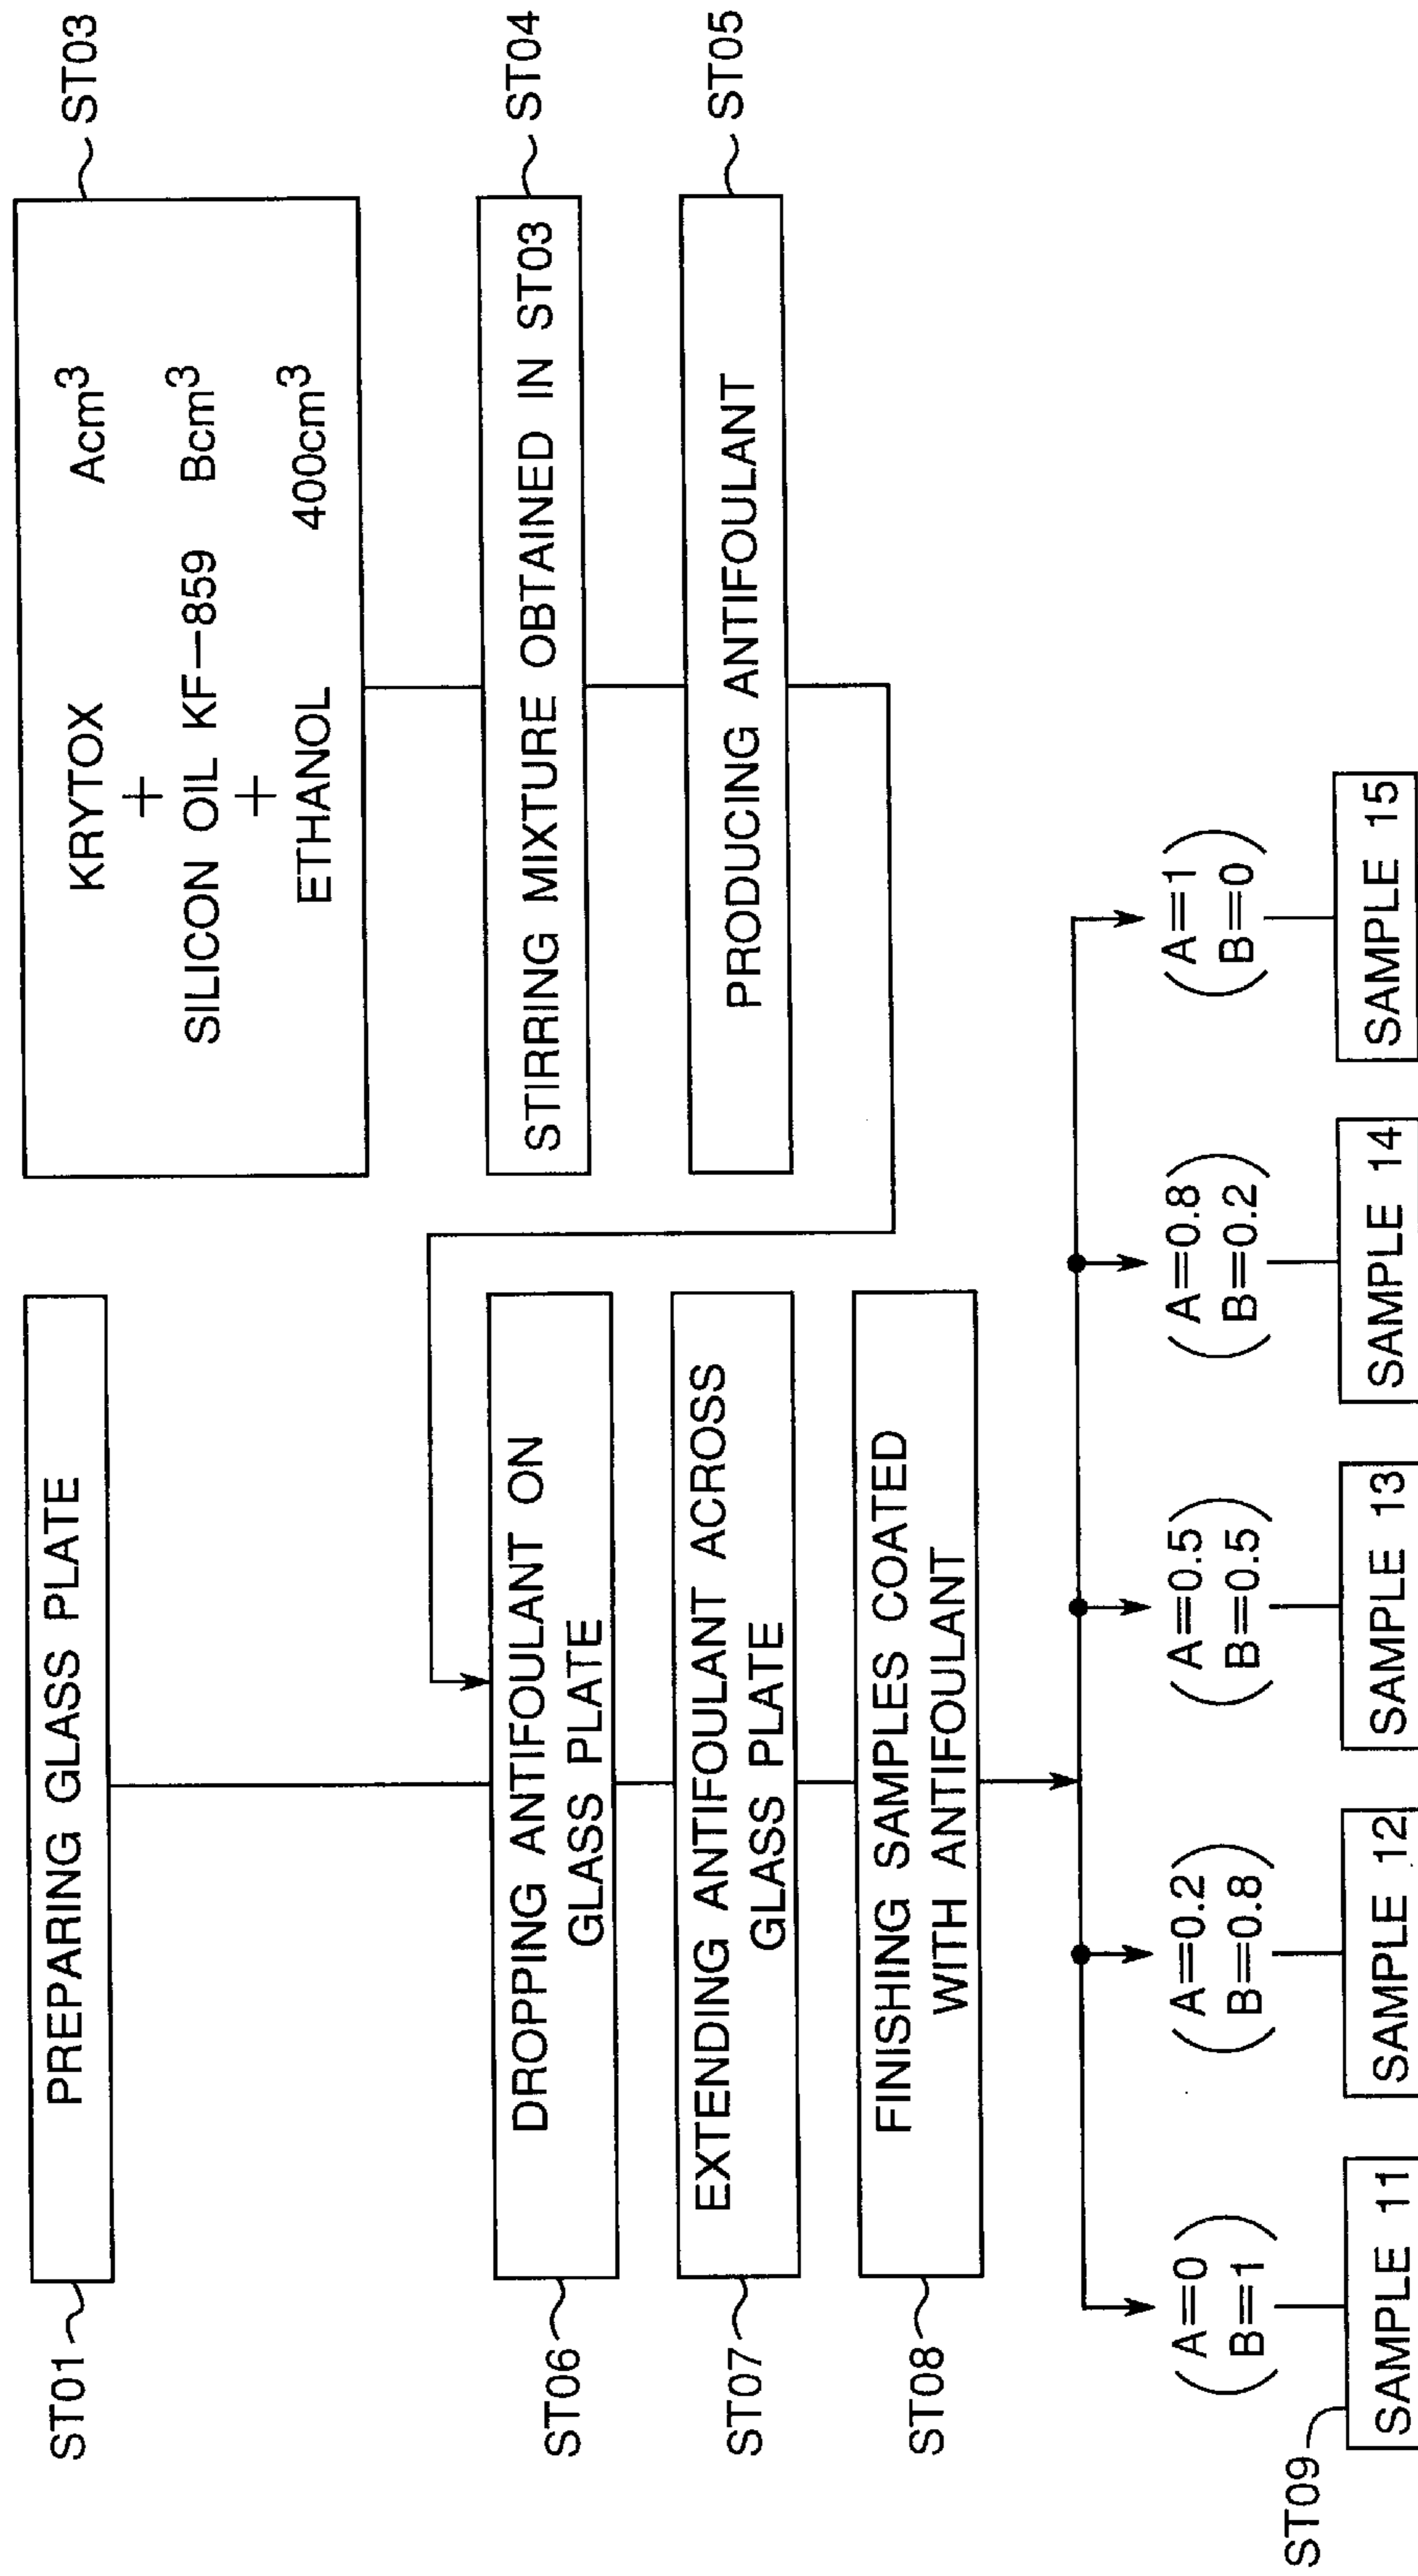 ST01
PREPARING GLASS PLATE
KRYTOX Acm³
+
SILICON OIL KF-859 Bcm³
+
ETHANOL 400cm³
ST03
STIRRING MIXTURE OBTAINED IN ST03
ST04
PRODUCING ANTIFOULANT
ST05
ST06
DROPPING ANTIFOULANT ON
GLASS PLATE
ST07
EXTENDING ANTIFOULANT ACROSS
GLASS PLATE
ST08
FINISHING SAMPLES COATED
WITH ANTIFOULANT
(A=0
B=1)
(A=0.2
B=0.8)
(A=0.5
B=0.5)
(A=0.8
B=0.2)
(A=1
B=0)
ST09
SAMPLE 11
SAMPLE 12
SAMPLE 13
SAMPLE 14
SAMPLE 15